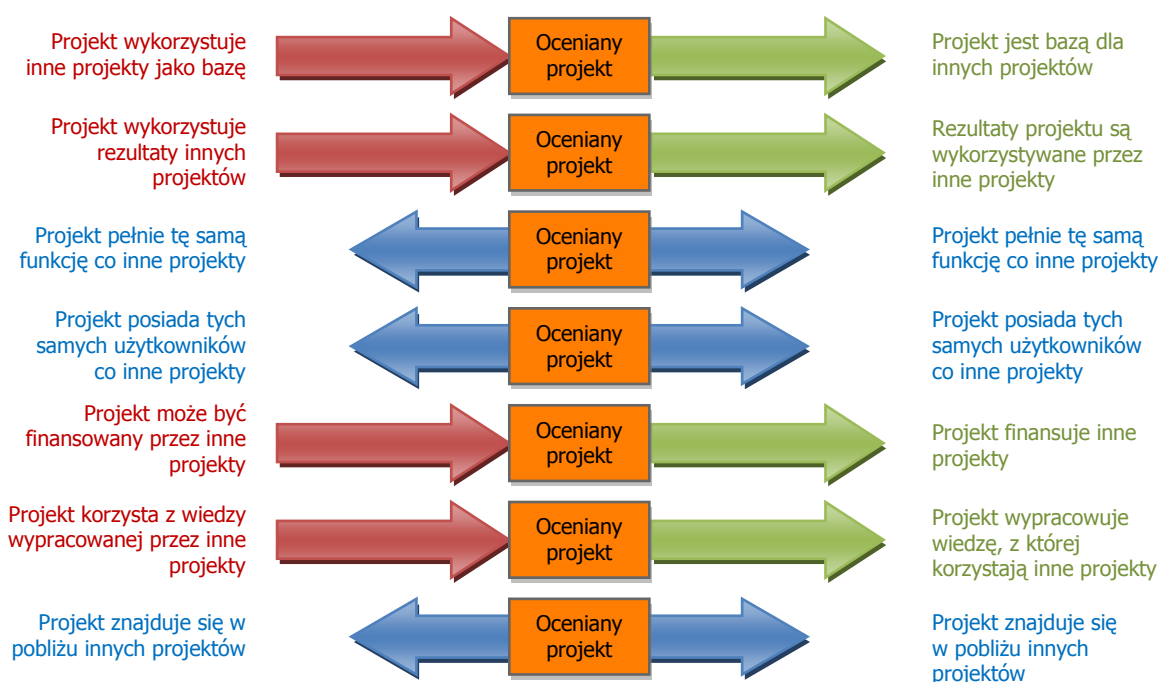 Projekt wykorzystuje
inne projekty jako bazę
Oceniany
projekt
Projekt jest bazą dla
innych projektów
Projekt wykorzystuje
rezultaty innych
projektów
Oceniany
projekt
Rezultaty projektu są
wykorzystywane przez
inne projekty
Projekt pełnie tę samą
funkcję co inne projekty
Oceniany
projekt
Projekt pełnie tę samą
funkcję co inne projekty
Projekt posiada tych
samych użytkowników
co inne projekty
Oceniany
projekt
Projekt posiada tych
samych użytkowników
co inne projekty
Projekt może być
finansowany przez inne
projekty
Oceniany
projekt
Projekt finansuje inne
projekty
Projekt korzysta z wiedzy
wypracowanej przez inne
projekty
Oceniany
projekt
Projekt wypracowuje
wiedzę, z której
korzystają inne projekty
Projekt znajduje się w
pobliżu innych projektów
Oceniany
projekt
Projekt znajduje się
w pobliżu innych
projektów